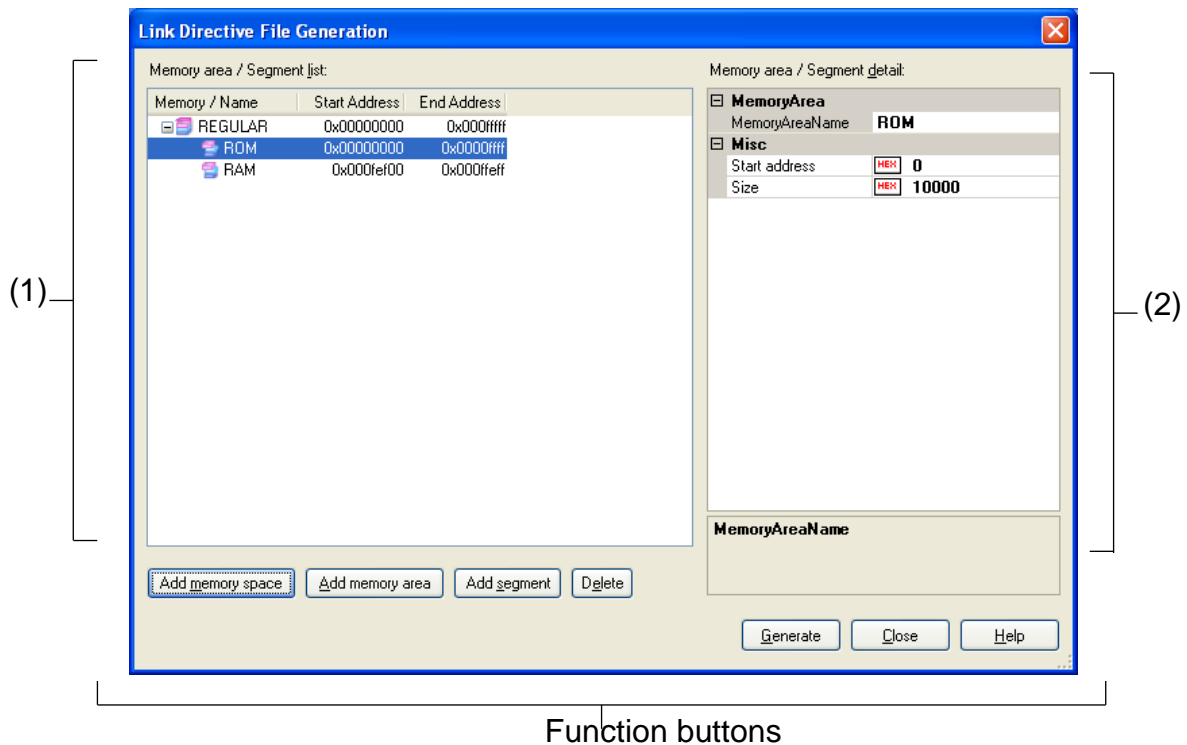 Link Directive File Generation
Memory area / Segment list:
Memory / Name Start Address End Address
REGULAR 0x00000000 0x000fffff
ROM 0x00000000 0x0000ffff
RAM 0x000fef00 0x000ffeff
Add memory space Add memory area Add segment Delete
Memory area / Segment detail:
MemoryArea
MemoryAreaName ROM
Misc
Start address HEX 0
Size HEX 10000
MemoryAreaName
Generate Close Help
(1)
(2)
Function buttons